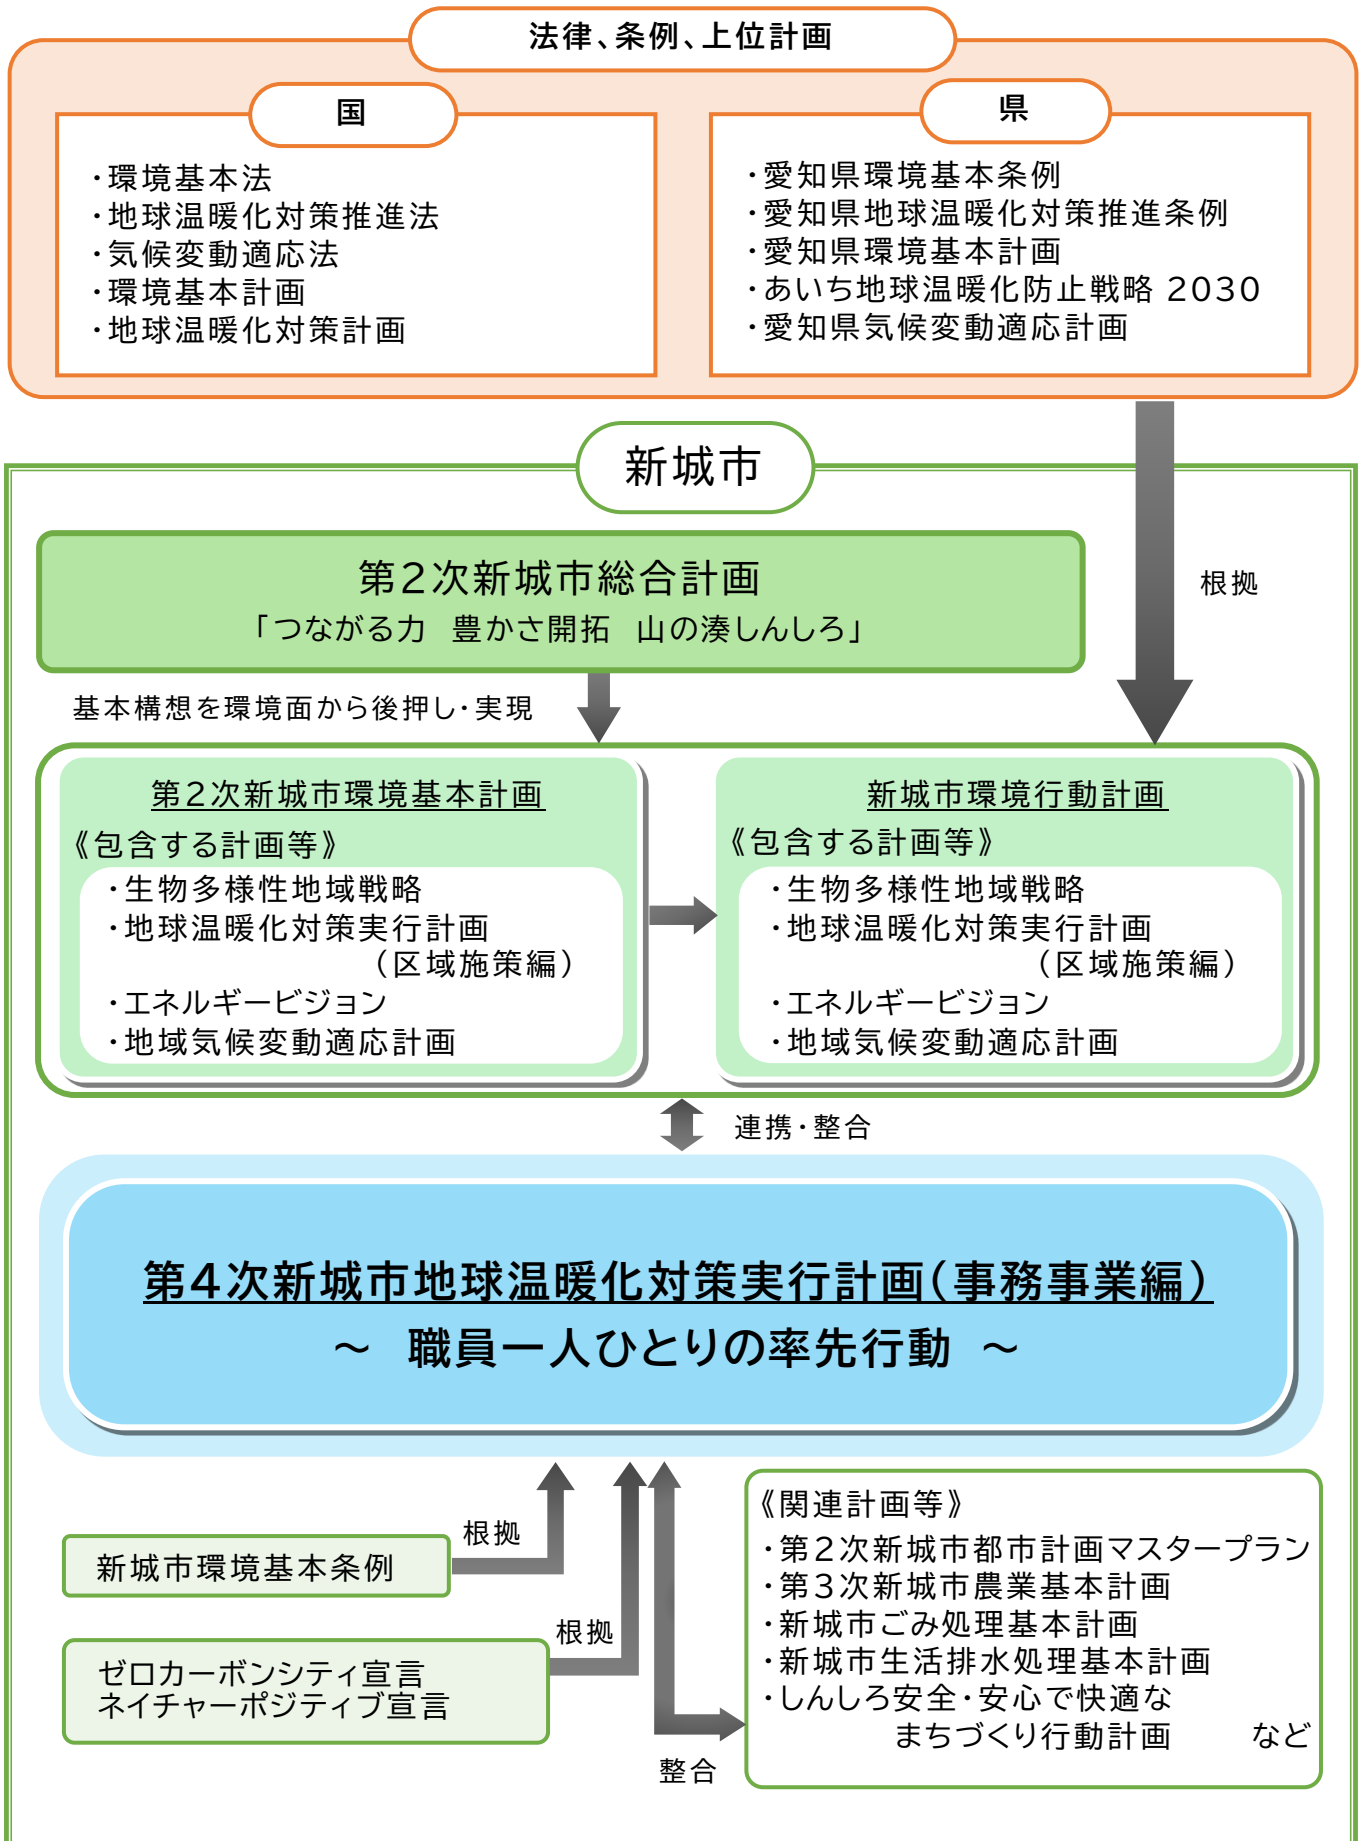 法律、条例、上位計画
国
・環境基本法
・地球温暖化対策推進法
・気候変動適応法
・環境基本計画
・地球温暖化対策計画
県
・愛知県環境基本条例
・愛知県地球温暖化対策推進条例
・愛知県環境基本計画
・あいち地球温暖化防止戦略 2030
・愛知県気候変動適応計画
新城市
第2次新城市総合計画
「つながる力　豊かさ開拓　山の湊しんしろ」
根拠
基本構想を環境面から後押し・実現
第2次新城市環境基本計画
《包含する計画等》
・生物多様性地域戦略
・地球温暖化対策実行計画
（区域施策編）
・エネルギービジョン
・地域気候変動適応計画
新城市環境行動計画
《包含する計画等》
・生物多様性地域戦略
・地球温暖化対策実行計画
（区域施策編）
・エネルギービジョン
・地域気候変動適応計画
連携・整合
第4次新城市地球温暖化対策実行計画（事務事業編）
～　職員一人ひとりの率先行動　～
根拠
新城市環境基本条例
根拠
ゼロカーボンシティ宣言
ネイチャーポジティブ宣言
整合
《関連計画等》
・第2次新城市都市計画マスタープラン
・第3次新城市農業基本計画
・新城市ごみ処理基本計画
・新城市生活排水処理基本計画
・しんしろ安全・安心で快適な
まちづくり行動計画　　など